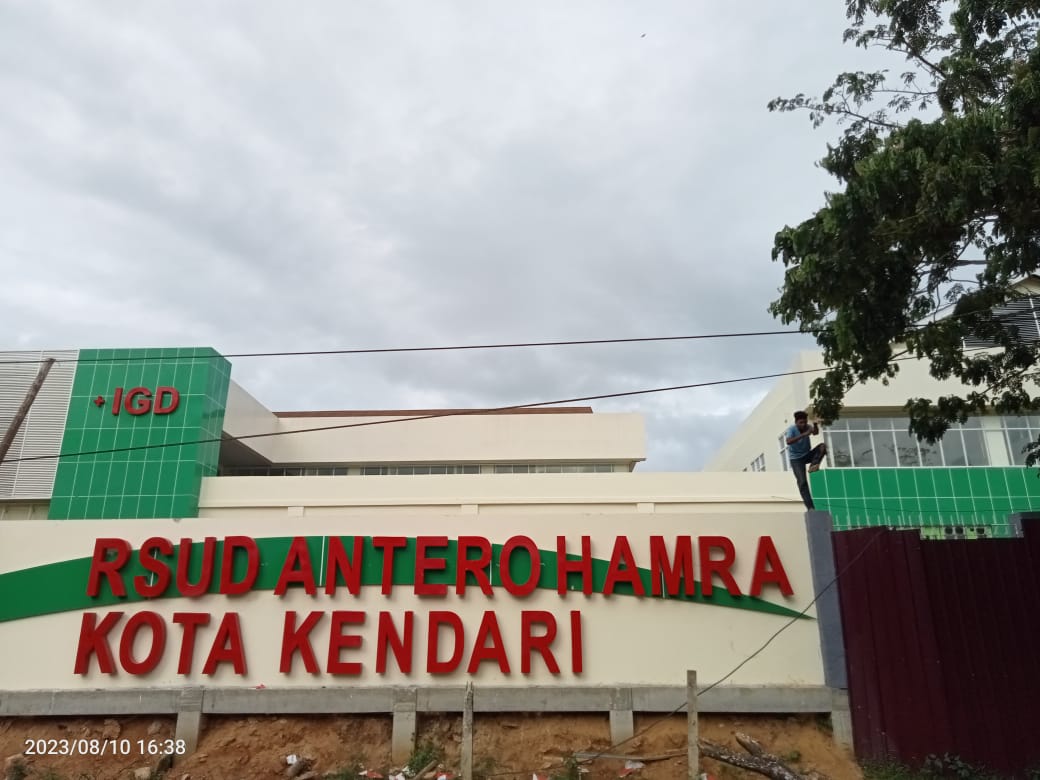 + IGD
RSUD ANTERO HAMRA
KOTA KENDARI
2023/08/10 16:38